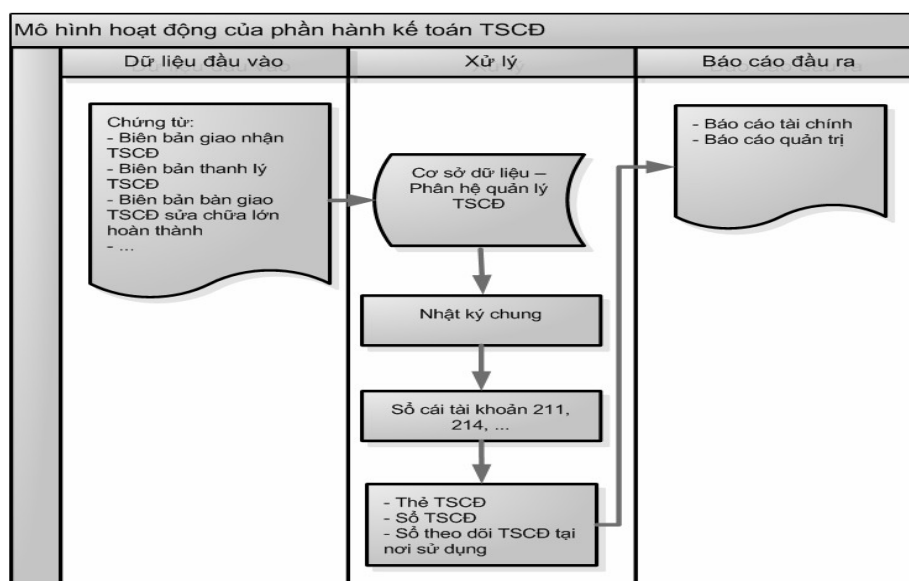 Mô hình hoạt động của phần hành kế toán TSCĐ
Dữ liệu đầu vào
Xử lý
Báo cáo đầu ra
Chứng từ:
- Biên bản giao nhận
TSCĐ
- Biên bản thanh lý
TSCĐ
- Biên bản bàn giao
TSCĐ sửa chữa lớn
hoàn thành
- ...
Cơ sở dữ liệu –
Phân hệ quản lý
TSCĐ
Nhật ký chung
Sổ cái tài khoản 211,
214, ...
- Thẻ TSCĐ
- Sổ TSCĐ
- Sổ theo dõi TSCĐ tại
nơi sử dụng
- Báo cáo tài chính
- Báo cáo quản trị